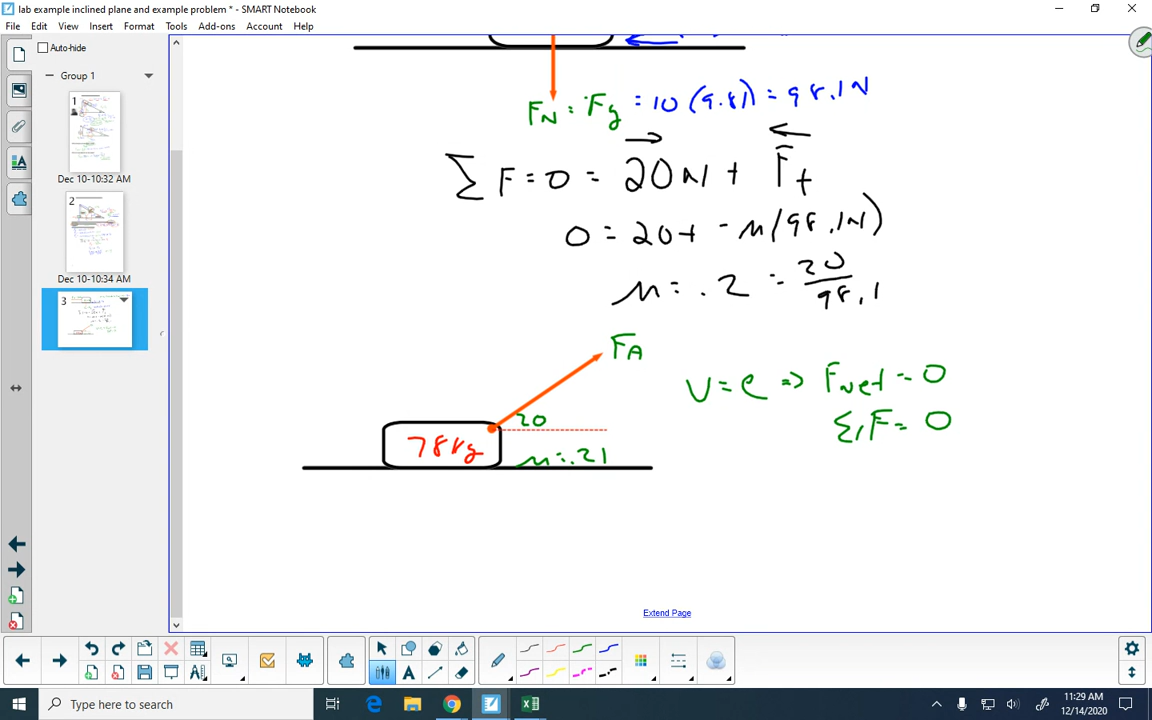 lab example inclined plane and example problem * - SMART Notebook
File Edit View Insert Format Tools Add-ons Account Help
Auto-hide
Group 1
1
Dec 10-10:32 AM
2
Dec 10-10:34 AM
3
FN = Fg = 10 (9.81) = 98.1N
ΣF = 0 = 20N + Ff
0 = 20 + -μ(98.1N)
μ = .2 = 20/98.1
FA
20
78kg
μ=.21
V = c => FNet = 0
ΣF = 0
Extend Page
Type here to search
11:29 AM
12/14/2020